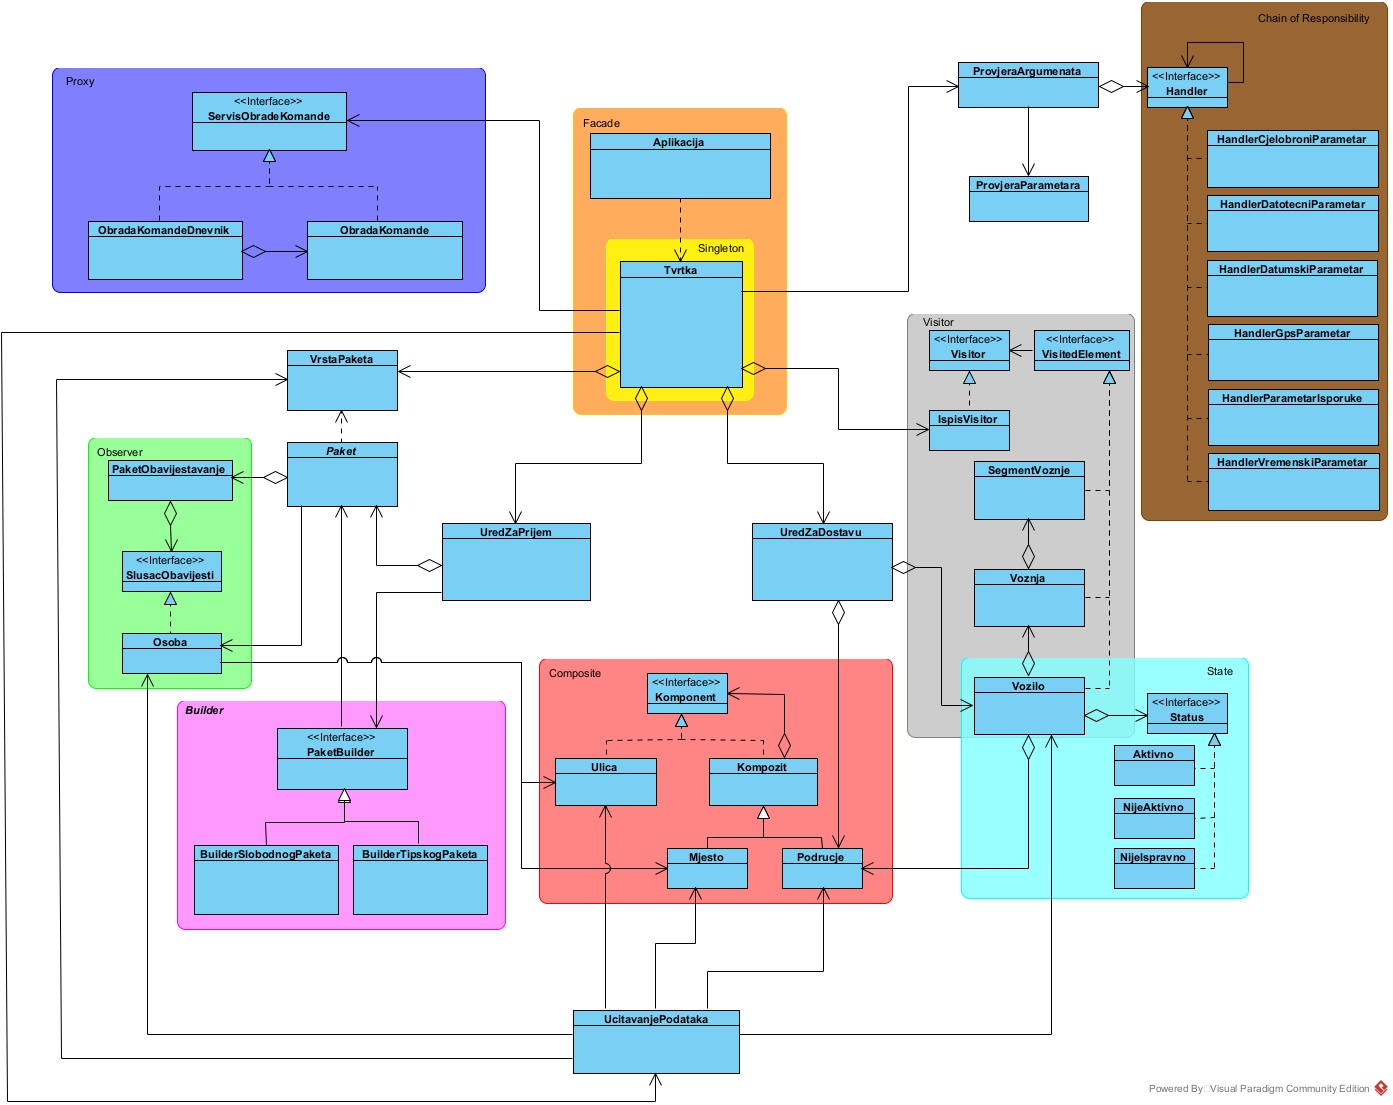 Chain of Responsibility
<<Interface>>
Handler
HandlerCjelobroniParametar
HandlerDatotecniParametar
HandlerDatumskiParametar
HandlerGpsParametar
HandlerParametarIsporuke
HandlerVremenskiParametar
ProvjeraArgumenata
ProvjeraParametara
Proxy
<<Interface>>
ServisObradeKomande
ObradaKomandeDnevnik
ObradaKomande
Facade
Aplikacija
Singleton
Tvrtka
Visitor
<<Interface>>
Visitor
<<Interface>>
VisitedElement
IspisVisitor
SegmentVoznje
Voznja
Vozilo
VrstaPaketa
Paket
Observer
PaketObavijestavanje
<<Interface>>
SlusacObavijesti
Osoba
UredZaPrijem
UredZaDostavu
Composite
<<Interface>>
Komponent
Ulica
Kompozit
Mjesto
Podrucje
State
<<Interface>>
Status
Aktivno
NijeAktivno
NijeIspravno
Builder
<<Interface>>
PaketBuilder
BuilderSlobodnogPaketa
BuilderTipskogPaketa
UcitavanjePodataka
Powered By Visual Paradigm Community Edition